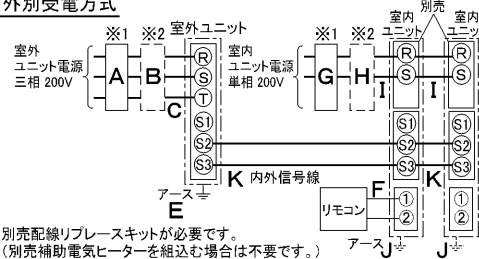 外別受電方式
別売
※1
※2
室外ユニット
※1
※2
室内
ユニット
室内
ユニット
室外
ユニット電源
三相 200V
A
B
C
R
S
T
S1
S2
S3
室内
ユニット電源
単相 200V
G
H
I
R
S
I
R
S
S1
S2
S3
S1
S2
S3
K 内外信号線
K
アース
E
リモコン
F
①
②
①
②
アース J
J
別売配線リプレースキットが必要です。
(別売補助電気ヒーターを組込む場合は不要です。)